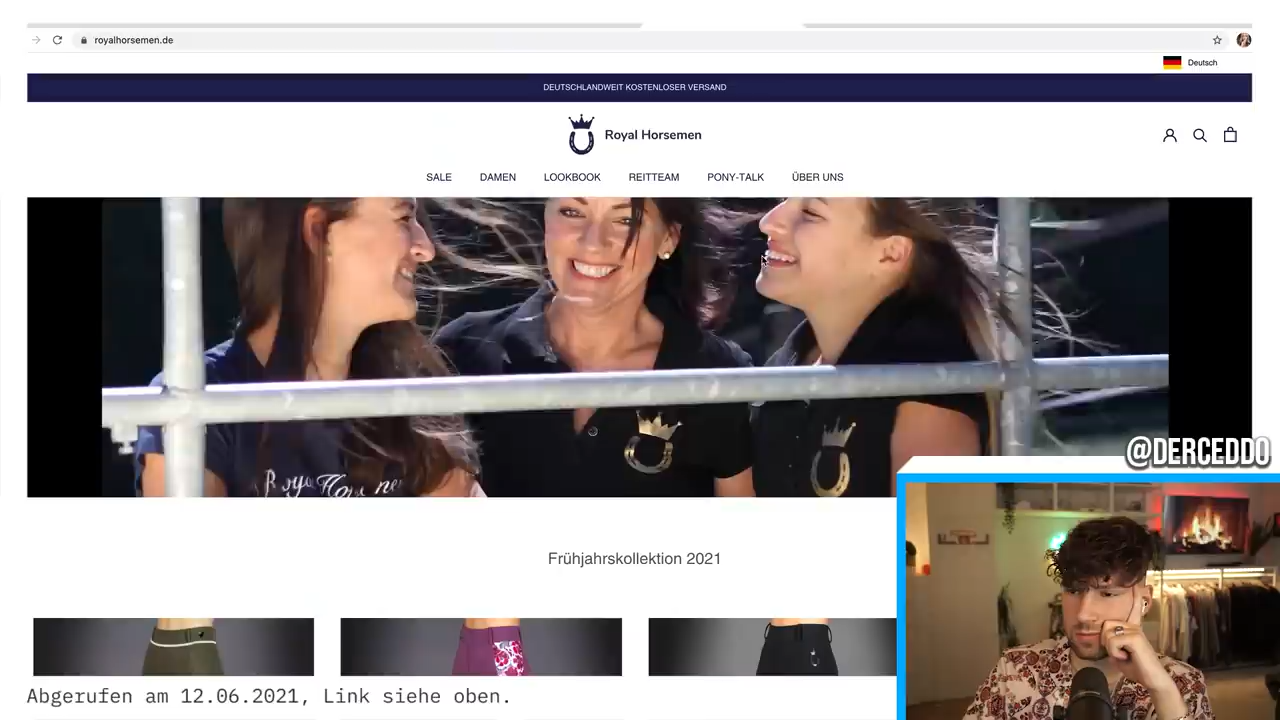 royalhorsemen.de
Deutsch
DEUTSCHLANDWEIT KOSTENLOSER VERSAND
Royal Horsemen
SALE DAMEN LOOKBOOK REITTEAM PONY-TALK ÜBER UNS
@DERCEDDO
Frühjahrskollektion 2021
Abgerufen am 12.06.2021, Link siehe oben.